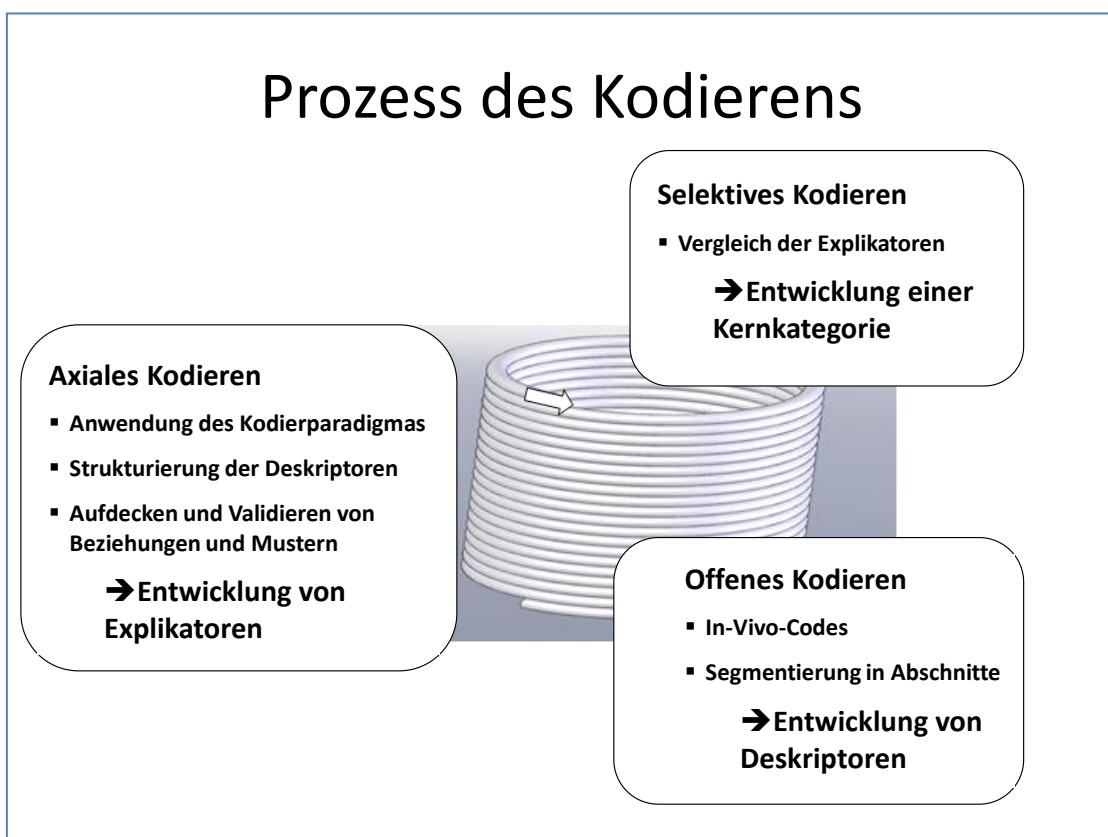 Prozess des Kodierens
Selektives Kodieren
▪ Vergleich der Explikatoren
➔Entwicklung einer
Kernkategorie
Axiales Kodieren
▪ Anwendung des Kodierparadigmas
▪ Strukturierung der Deskriptoren
▪ Aufdecken und Validieren von
Beziehungen und Mustern
➔Entwicklung von
Explikatoren
Offenes Kodieren
▪ In-Vivo-Codes
▪ Segmentierung in Abschnitte
➔Entwicklung von
Deskriptoren